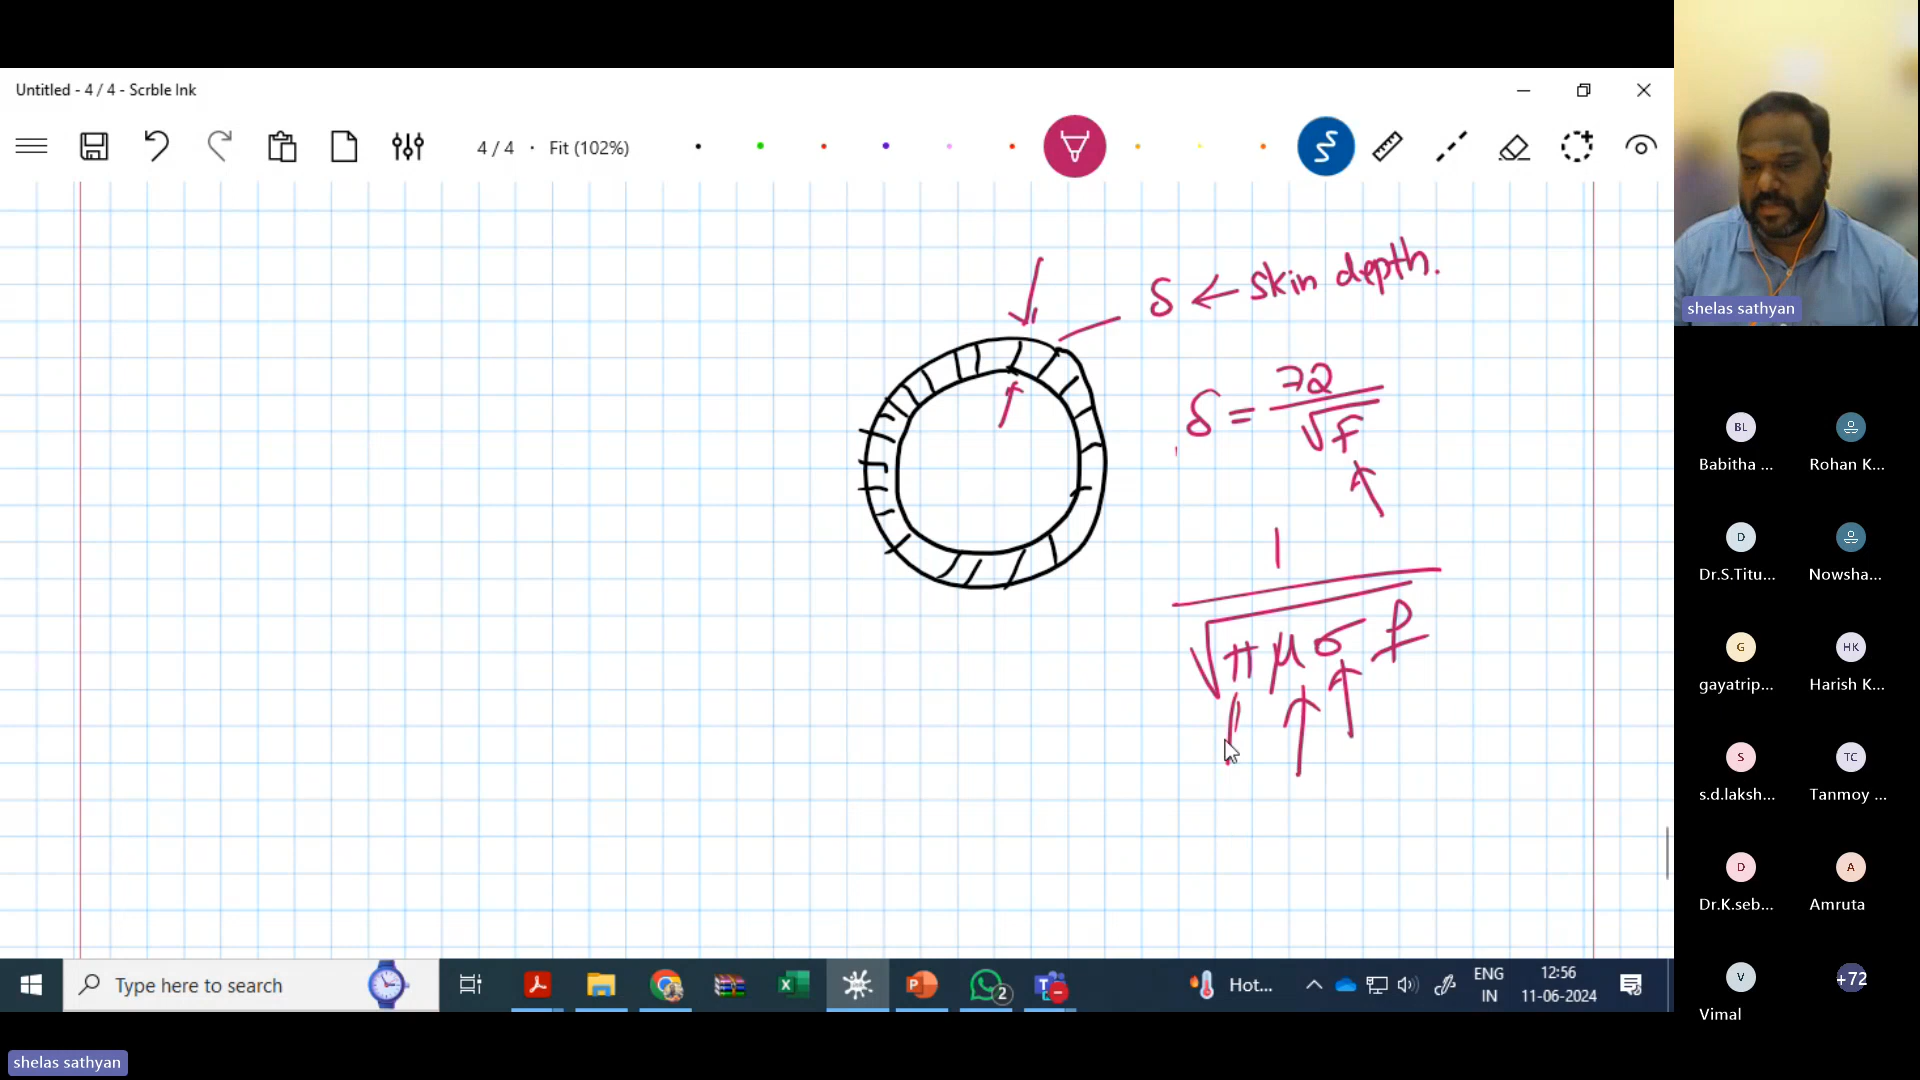 Untitled - 4 / 4 - Scrble Ink
4 / 4 · Fit (102%)
δ ← skin depth.
δ = 72 / √F
1 / √π μ σ f
shelas sathyan
BL
Babitha ...
Rohan K...
D
Dr.S.Titu...
Nowsha...
G
gayatrip...
HK
Harish K...
S
s.d.laksh...
TC
Tanmoy ...
D
Dr.K.seb...
A
Amruta
V
Vimal
+72
Type here to search
2
Hot...
ENG
IN
12:56
11-06-2024
shelas sathyan